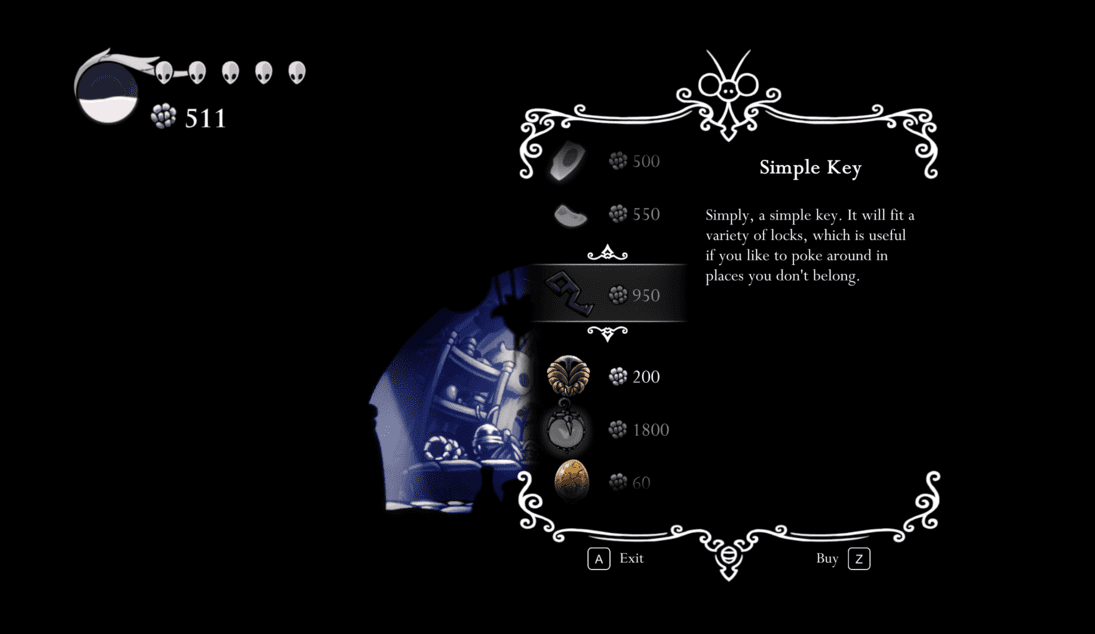 511
500
550
950
200
1800
60
Simple Key
Simply, a simple key. It will fit a
variety of locks, which is useful
if you like to poke around in
places you don't belong.
A Exit
Buy Z